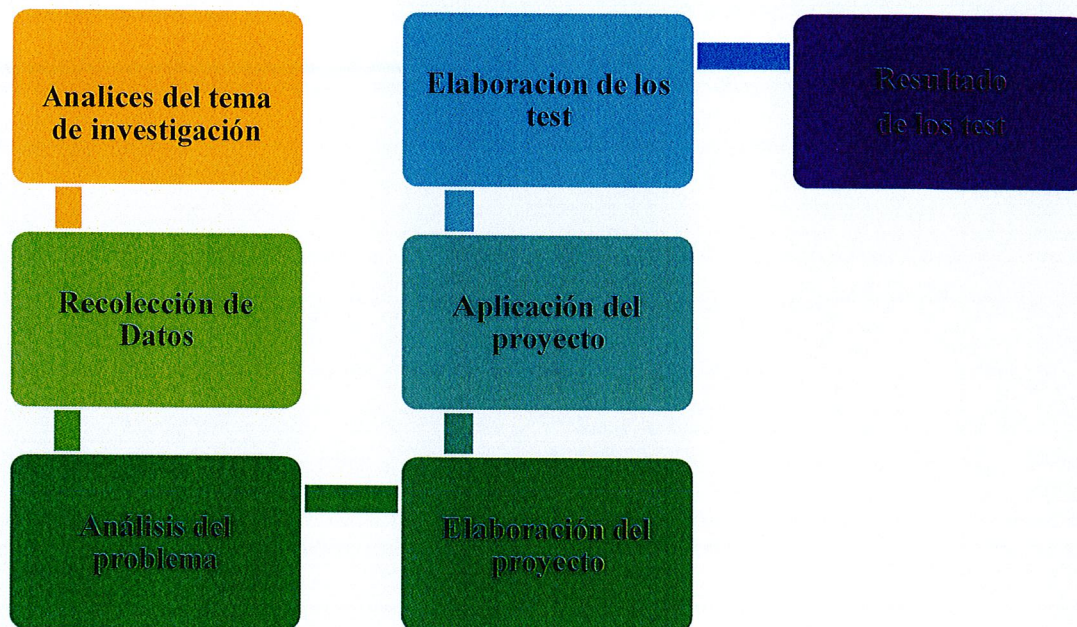 Analices del tema
de investigación
Recolección de
Datos
Análisis del
problema
Elaboración del
proyecto
Aplicación del
proyecto
Elaboracion de los
test
Resultado
de los test